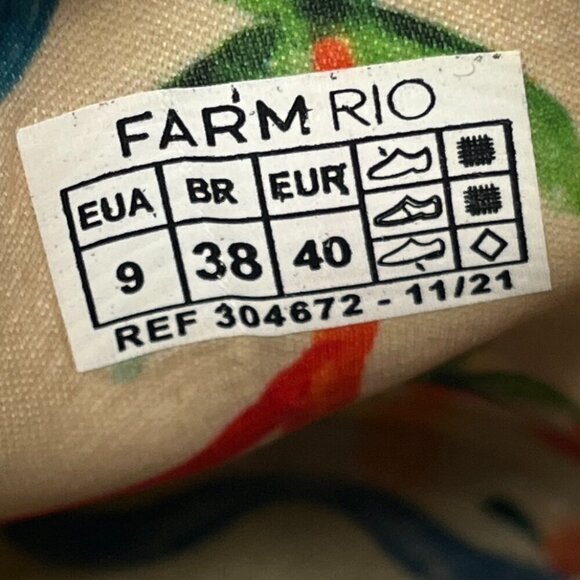 FARM RIO
EUA BR EUR
9 38 40
REF 304672 - 11/21